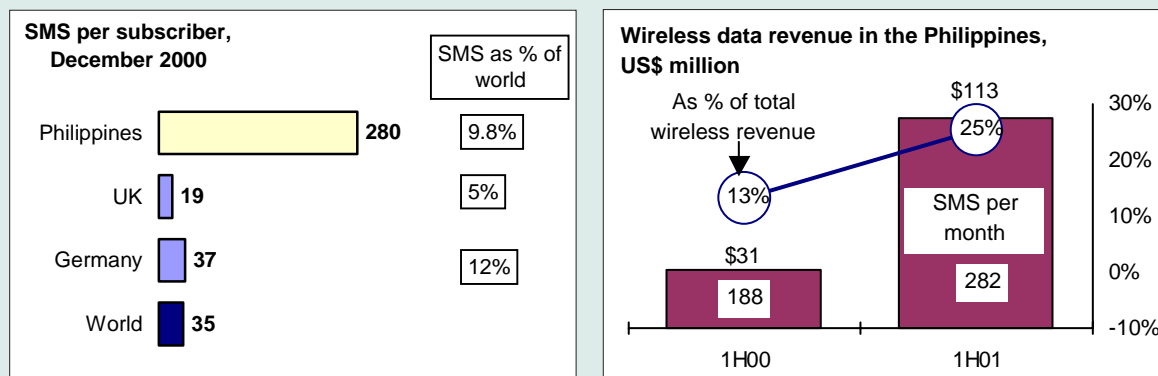 SMS per subscriber,
December 2000
SMS as % of
world
Philippines
280
9.8%
UK
19
5%
Germany
37
12%
World
35
Wireless data revenue in the Philippines,
US$ million
As % of total
wireless revenue
$113
30%
25%
20%
13%
SMS per
month
10%
$31
0%
188
282
-10%
1H00
1H01